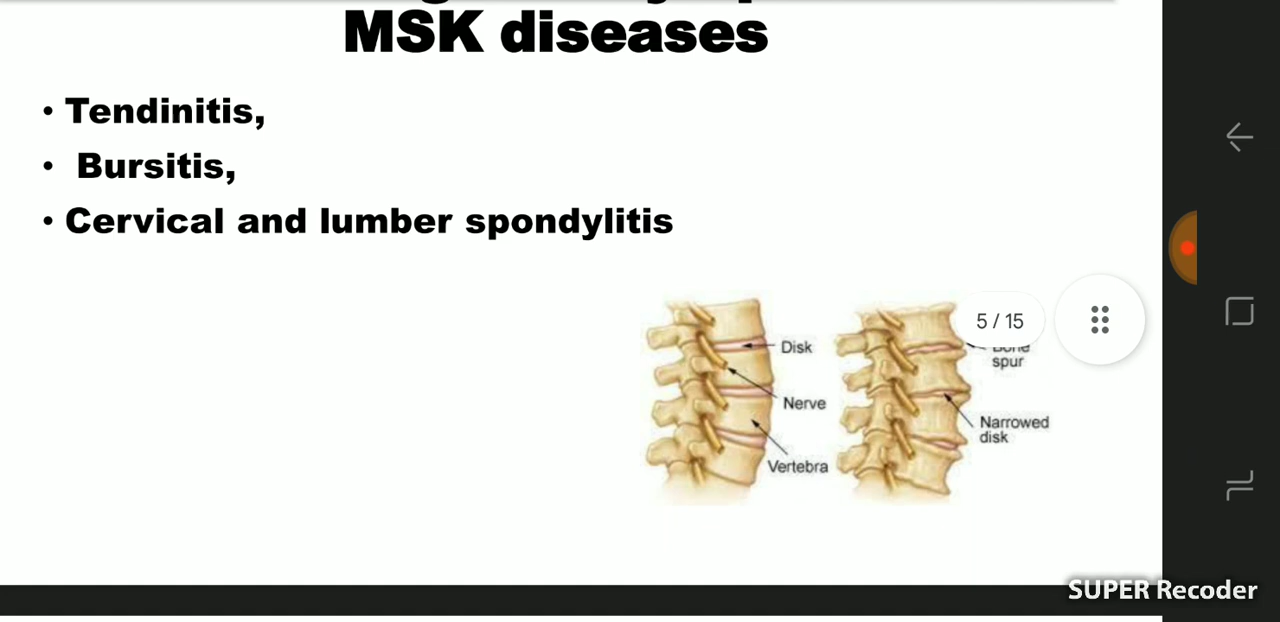 MSK diseases
• Tendinitis,
• Bursitis,
• Cervical and lumber spondylitis
5 / 15
Disk
Nerve
Vertebra
spur
Narrowed
disk
SUPER Recoder